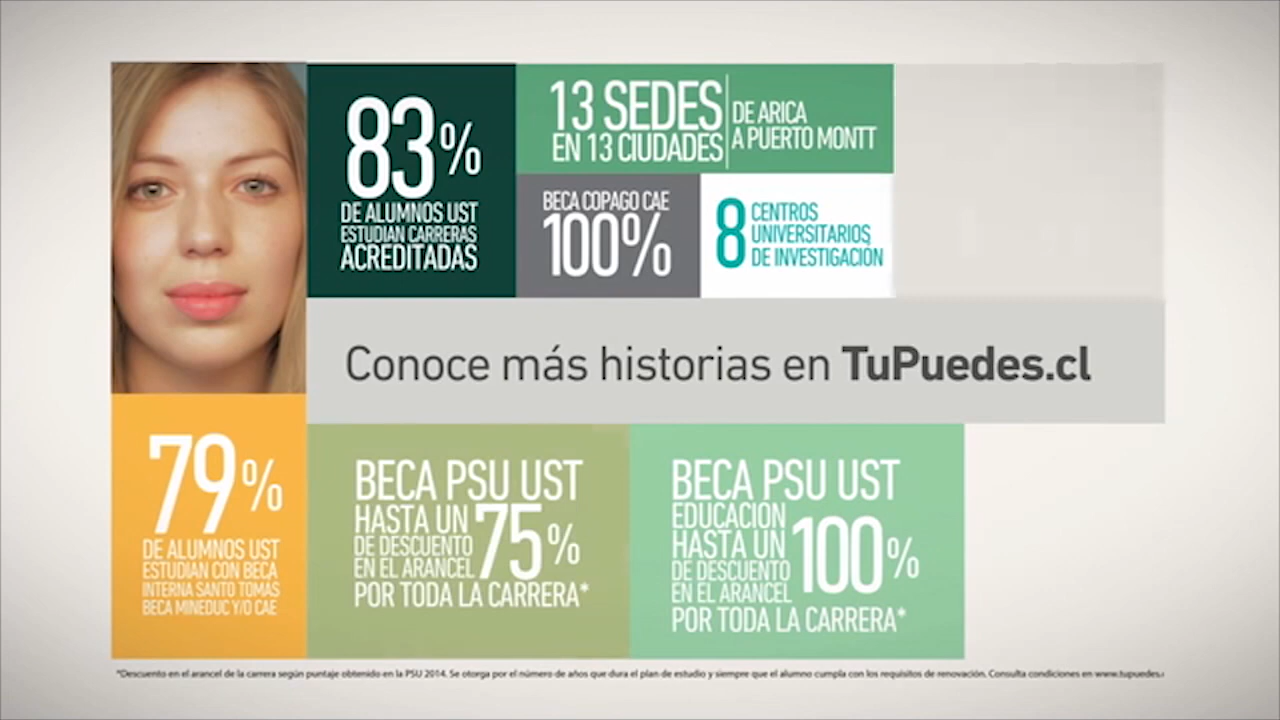 83%
DE ALUMNOS UST
ESTUDIAN CARRERAS
ACREDITADAS
13 SEDES
EN 13 CIUDADES
DE ARICA
A PUERTO MONTT
BECA COPAGO CAE
100%
8
CENTROS
UNIVERSITARIOS
DE INVESTIGACIÓN
Conoce más historias en TuPuedes.cl
79%
DE ALUMNOS UST
ESTUDIAN CON BECA
INTERNA SANTO TOMÁS
BECA MINEDUC Y/O CAE
BECA PSU UST
HASTA UN
DE DESCUENTO
EN EL ARANCEL
75%
POR TODA LA CARRERA*
BECA PSU UST
EDUCACIÓN
HASTA UN
DE DESCUENTO
EN EL ARANCEL
100%
POR TODA LA CARRERA*
*Descuento en el arancel de la carrera según puntaje obtenido en la PSU 2014. Se otorga por el número de años que dura el plan de estudio y siempre que el alumno cumpla con los requisitos de renovación. Consulta condiciones en www.tupuedes.